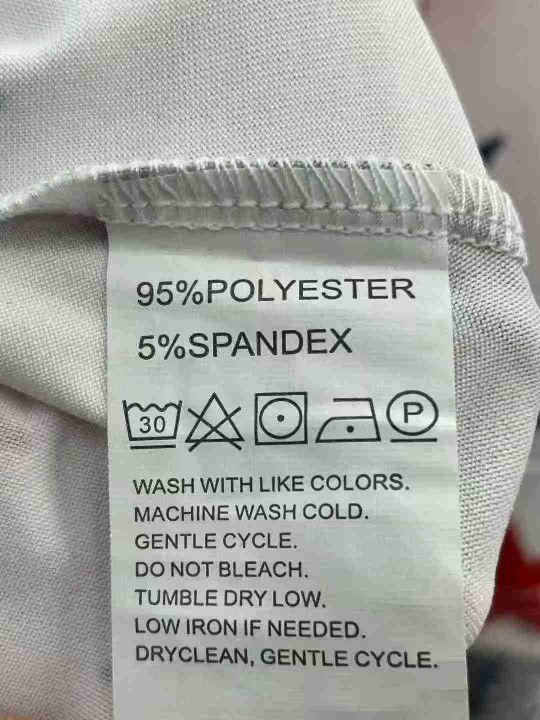 95%POLYESTER
5%SPANDEX
30 P
WASH WITH LIKE COLORS.
MACHINE WASH COLD.
GENTLE CYCLE.
DO NOT BLEACH.
TUMBLE DRY LOW.
LOW IRON IF NEEDED.
DRYCLEAN, GENTLE CYCLE.